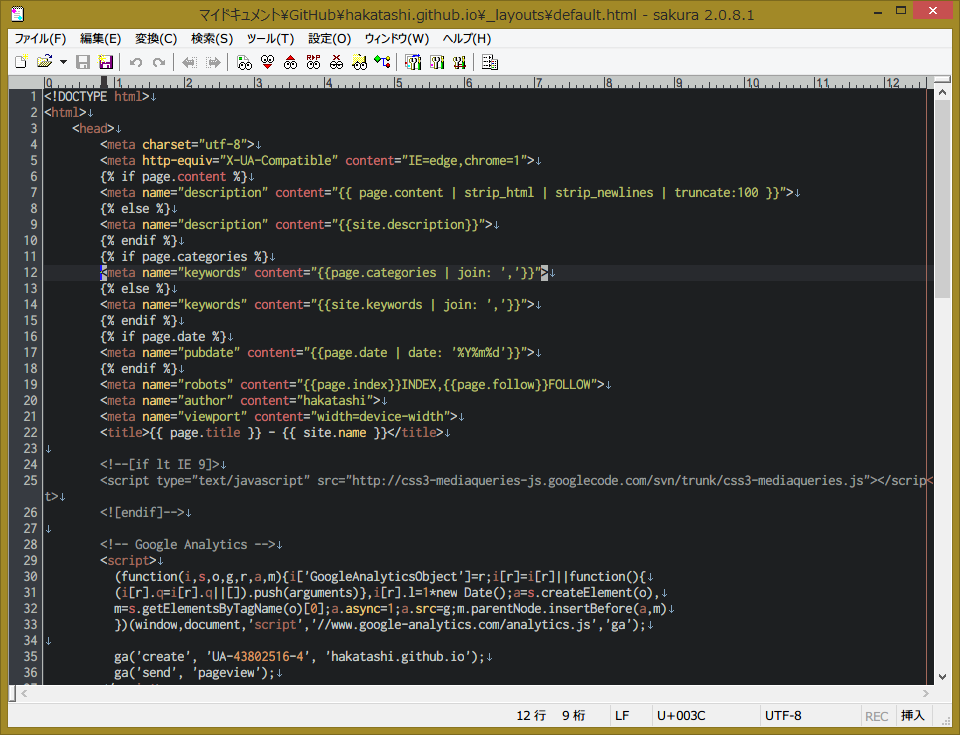 マイドキュメント¥GitHub¥hakatashi.github.io¥_layouts¥default.html - sakura 2.0.8.1
ファイル(F) 編集(E) 変換(C) 検索(S) ツール(T) 設定(O) ウィンドウ(W) ヘルプ(H)
0 1 2 3 4 5 6 7 8 9 10 11 12
1 <!DOCTYPE html>↓
2 <html>↓
3 <head>↓
4 <meta charset="utf-8">↓
5 <meta http-equiv="X-UA-Compatible" content="IE=edge,chrome=1">↓
6 {% if page.content %}↓
7 <meta name="description" content="{{ page.content | strip_html | strip_newlines | truncate:100 }}">↓
8 {% else %}↓
9 <meta name="description" content="{{site.description}}">↓
10 {% endif %}↓
11 {% if page.categories %}↓
12 <meta name="keywords" content="{{page.categories | join: ','}}">↓
13 {% else %}↓
14 <meta name="keywords" content="{{site.keywords | join: ','}}">↓
15 {% endif %}↓
16 {% if page.date %}↓
17 <meta name="pubdate" content="{{page.date | date: '%Y%m%d'}}">↓
18 {% endif %}↓
19 <meta name="robots" content="{{page.index}}INDEX,{{page.follow}}FOLLOW">↓
20 <meta name="author" content="hakatashi">↓
21 <meta name="viewport" content="width=device-width">↓
22 <title>{{ page.title }} - {{ site.name }}</title>↓
23 ↓
24 <!--[if lt IE 9]>↓
25 <script type="text/javascript" src="http://css3-mediaqueries-js.googlecode.com/svn/trunk/css3-mediaqueries.js"></scrip<
t>↓
26 <![endif]-->↓
27 ↓
28 <!-- Google Analytics -->↓
29 <script>↓
30 (function(i,s,o,g,r,a,m){i['GoogleAnalyticsObject']=r;i[r]=i[r]||function(){↓
31 (i[r].q=i[r].q||[]).push(arguments)},i[r].l=1*new Date();a=s.createElement(o),↓
32 m=s.getElementsByTagName(o)[0];a.async=1;a.src=g;m.parentNode.insertBefore(a,m)↓
33 })(window,document,'script','//www.google-analytics.com/analytics.js','ga');↓
34 ↓
35 ga('create', 'UA-43802516-4', 'hakatashi.github.io');↓
36 ga('send', 'pageview');↓
12 行 9 桁 LF U+003C UTF-8 REC 挿入